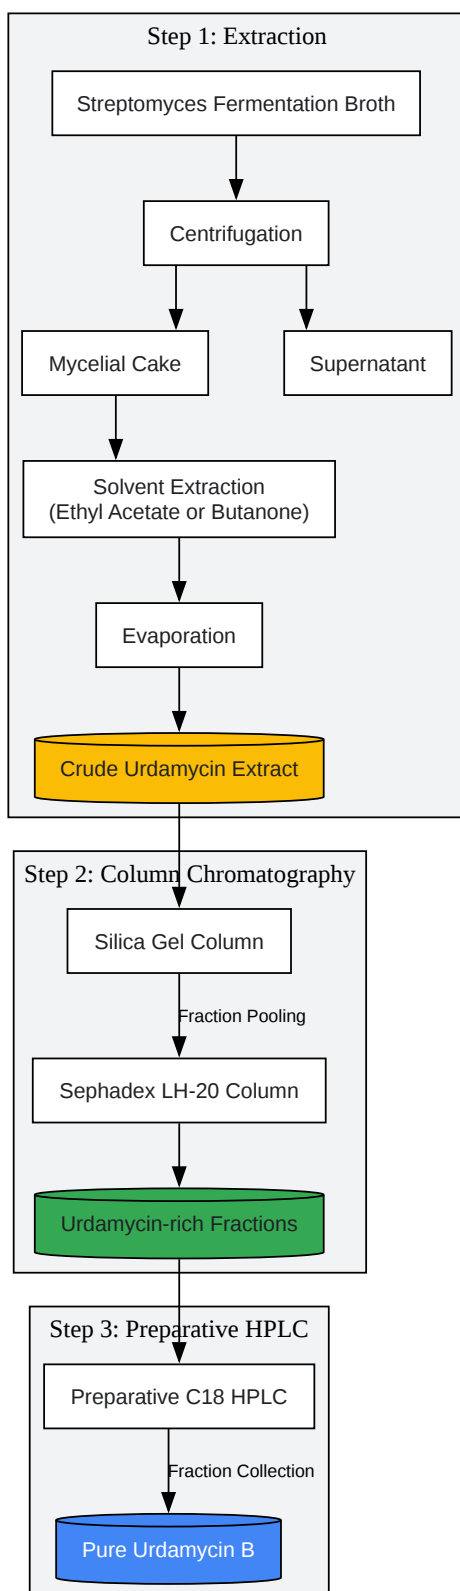 Step 1: Extraction
Streptomyces Fermentation Broth
Centrifugation
Mycelial Cake
Supernatant
Solvent Extraction
(Ethyl Acetate or Butanone)
Evaporation
Crude Urdamycin Extract
Step 2: Column Chromatography
Silica Gel Column
Fraction Pooling
Sephadex LH-20 Column
Urdamycin-rich Fractions
Step 3: Preparative HPLC
Preparative C18 HPLC
Fraction Collection
Pure Urdamycin B